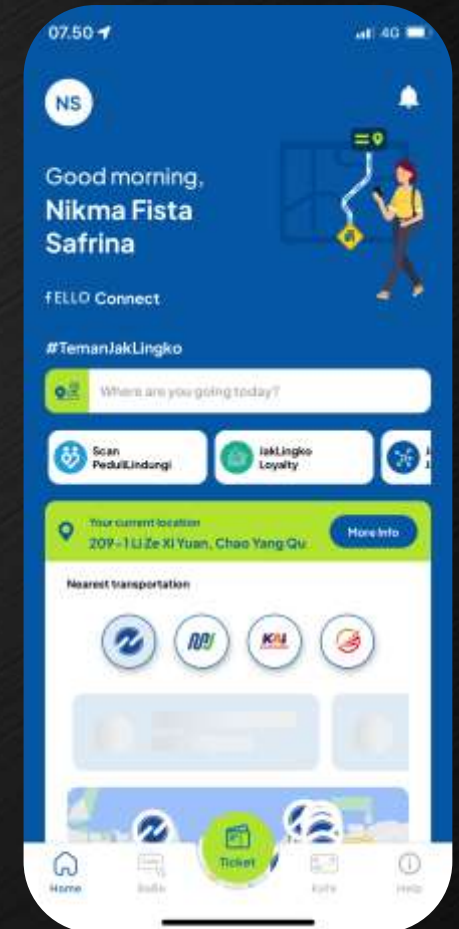 07.50
4G
NS
Good morning,
Nikma Fista
Safrina
FELLO Connect
#TemanJakLingko
Where are you going today?
Scan
PeduliLindungi
JakLingko
Loyalty
Your current location
209-1 Li Ze Xi Yuan, Chao Yang Qu
More Info
Nearest transportation
KAI
Home
Ticket
Help